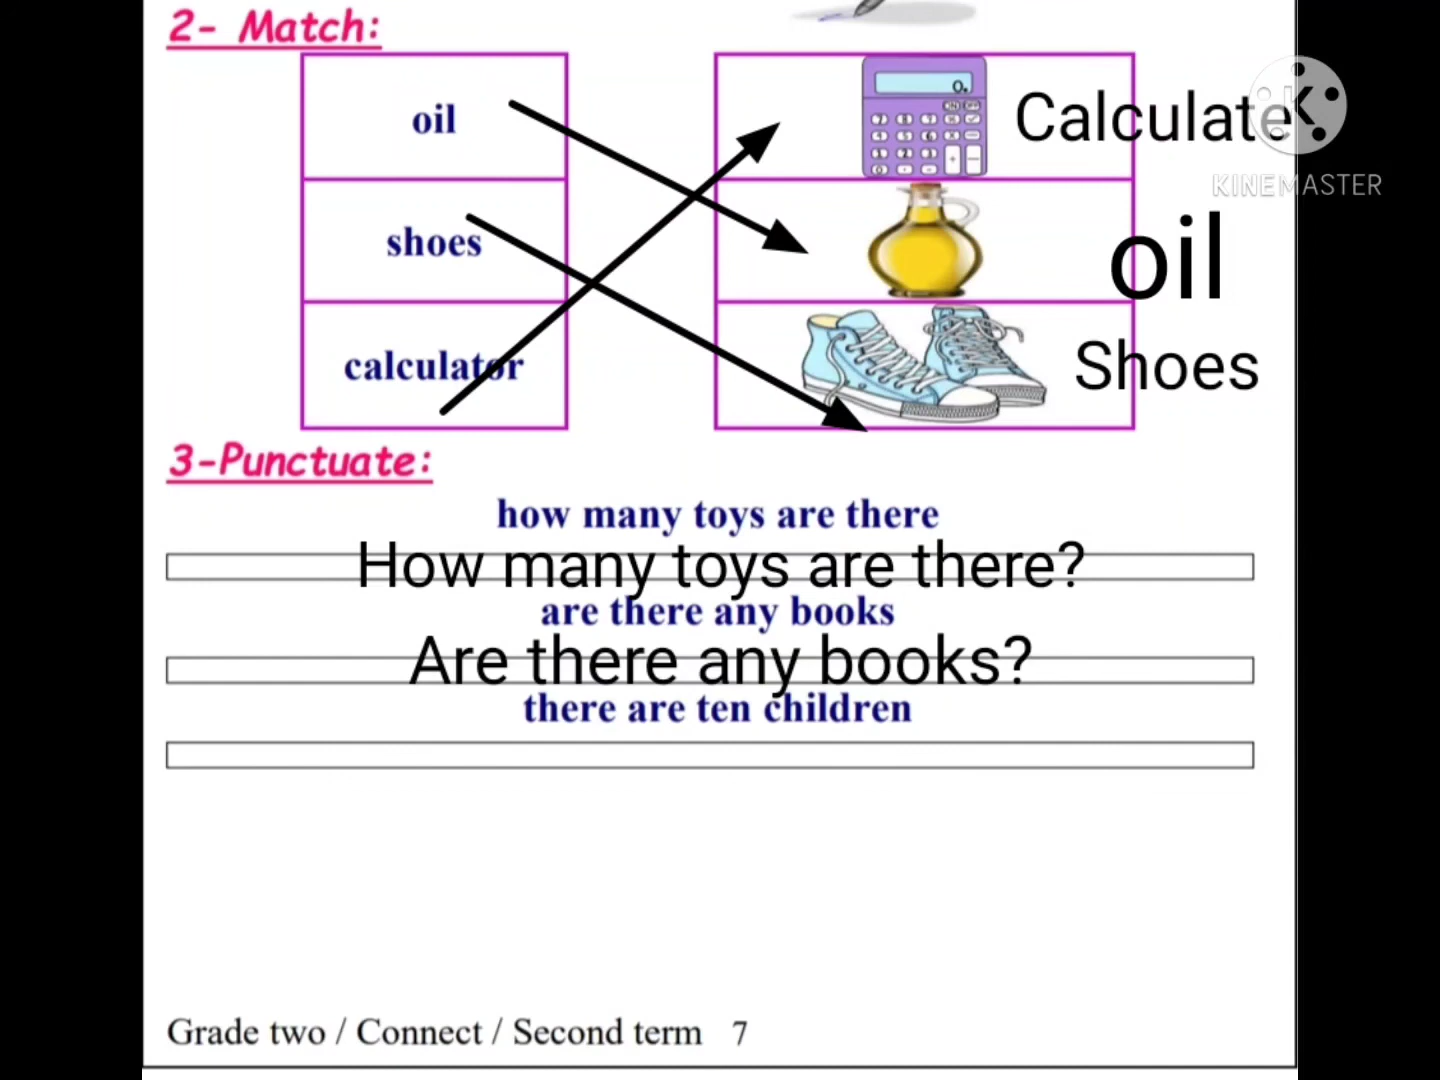 2- Match:
oil
Calculate
KINEMASTER
shoes
oil
calculator
Shoes
3-Punctuate:
how many toys are there
How many toys are there?
are there any books
Are there any books?
there are ten children
Grade two / Connect / Second term 7